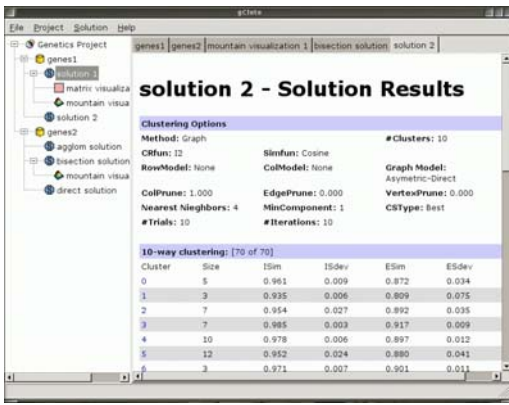 gCluto
File Project Solution Help
Genetics Project
genes1
solution 1
matrix visualiza
mountain visua
solution 2
genes2
agglom solution
bisection solution
mountain visua
direct solution
genes1 genes2 mountain visualization 1 bisection solution solution 2
solution 2 - Solution Results
Clustering Options
Method: Graph #Clusters: 10
CRfun: I2 Simfun: Cosine
RowModel: None ColModel: None Graph Model: Asymetric-Direct
ColPrune: 1.000 EdgePrune: 0.000 VertexPrune: 0.000
Nearest Nieghbors: 4 MinComponent: 1 CSType: Best
#Trials: 10 #Iterations: 10
10-way clustering: [70 of 70]
Cluster Size ISim ISdev ESim ESdev
0 5 0.961 0.009 0.872 0.034
1 3 0.935 0.006 0.809 0.075
2 7 0.954 0.027 0.892 0.035
3 7 0.985 0.003 0.917 0.009
4 10 0.978 0.006 0.897 0.012
5 12 0.952 0.024 0.880 0.041
6 3 0.971 0.007 0.901 0.011